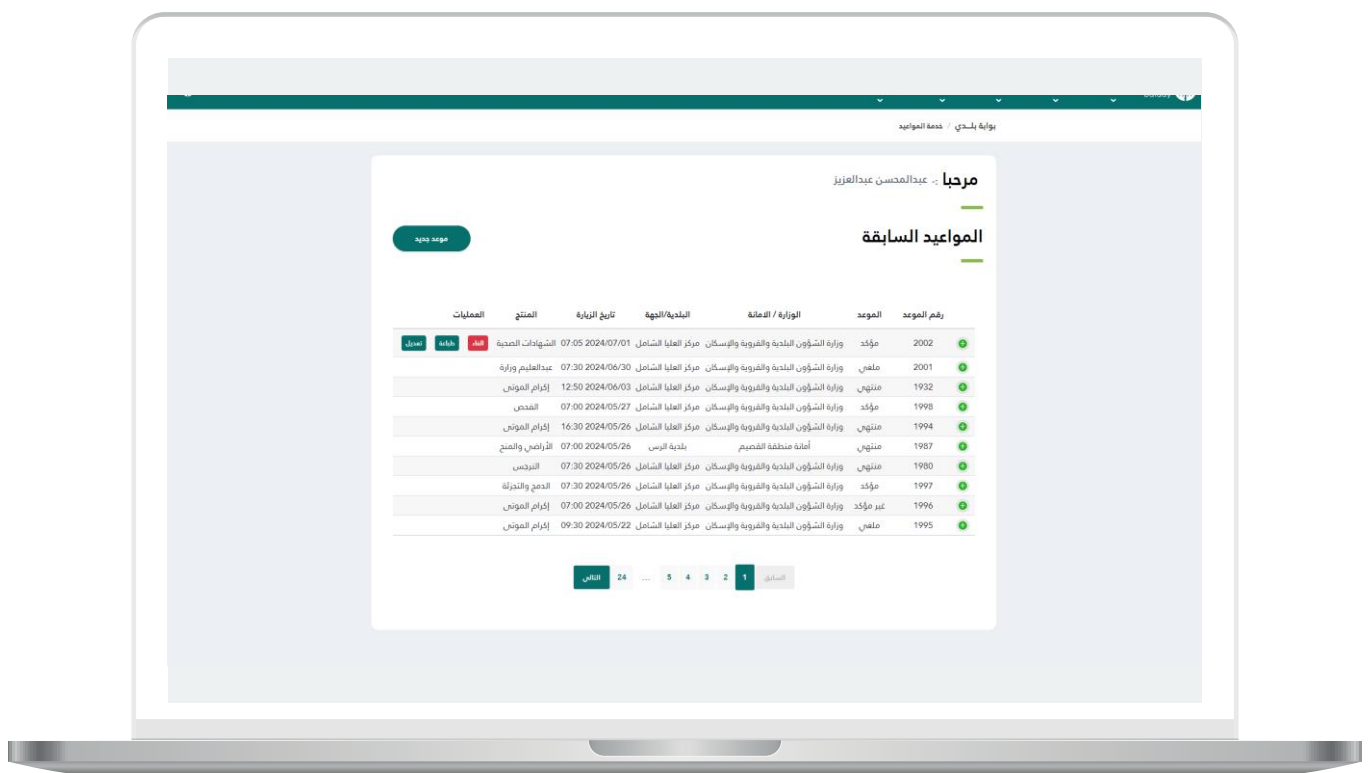 بوابة بلـــدي / خدمة المواعيد
مرحبا :، عبدالمحسن عبدالعزيز
المواعيد السابقة
موعد جديد
رقم الموعد الموعد الوزارة / الامانة البلدية/الجهة تاريخ الزيارة المنتج العمليات
2002 مؤكد وزارة الشؤون البلدية والقروية والإسكان مركز العليا الشامل 2024/07/01 07:05 الشهادات الصحية الغاء طباعة تعديل
2001 ملغي وزارة الشؤون البلدية والقروية والإسكان مركز العليا الشامل 2024/06/30 07:30 عبدالعليم وزارة
1932 منتهي وزارة الشؤون البلدية والقروية والإسكان مركز العليا الشامل 2024/06/03 12:50 إكرام الموتى
1998 مؤكد وزارة الشؤون البلدية والقروية والإسكان مركز العليا الشامل 2024/05/27 07:00 الفحص
1994 منتهي وزارة الشؤون البلدية والقروية والإسكان مركز العليا الشامل 2024/05/26 16:30 إكرام الموتى
1987 منتهي أمانة منطقة القصيم بلدية الرس 2024/05/26 07:00 الأراضي والمنح
1980 منتهي وزارة الشؤون البلدية والقروية والإسكان مركز العليا الشامل 2024/05/26 07:30 النرجس
1997 مؤكد وزارة الشؤون البلدية والقروية والإسكان مركز العليا الشامل 2024/05/26 07:30 الدمج والتجزئة
1996 غير مؤكد وزارة الشؤون البلدية والقروية والإسكان مركز العليا الشامل 2024/05/26 07:00 إكرام الموتى
1995 ملغي وزارة الشؤون البلدية والقروية والإسكان مركز العليا الشامل 2024/05/22 09:30 إكرام الموتى
السابق 1 2 3 4 5 ... 24 التالي